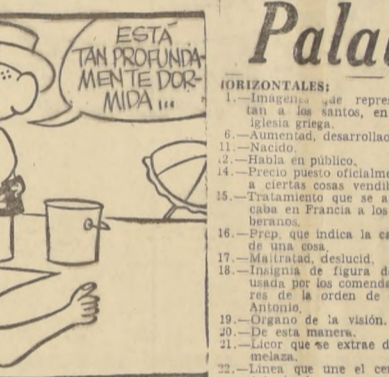 ESTÁ
TAN PROFUNDA-
MENTE DOR-
MIDA...
Pala
HORIZONTALES:
1.—Imágenes que repres
tan a los santos, en
iglesia griega.
6.—Aumentad, desarrollad
11.—Nacido.
12.—Habla en público.
14.—Precio puesto oficialme
a ciertas cosas vendi
15.—Tratamiento que se a
caba en Francia a los
beranos.
16.—Prep. que indica la ca
de una cosa.
17.—Maltratad, deslucid.
18.—Insignia de figura d
usada por los comenda
res de la orden de
Antonio.
19.—Organo de la visión.
20.—De esta manera.
21.—Licor que se extrae d
melaza.
22.—Línea que une el cen